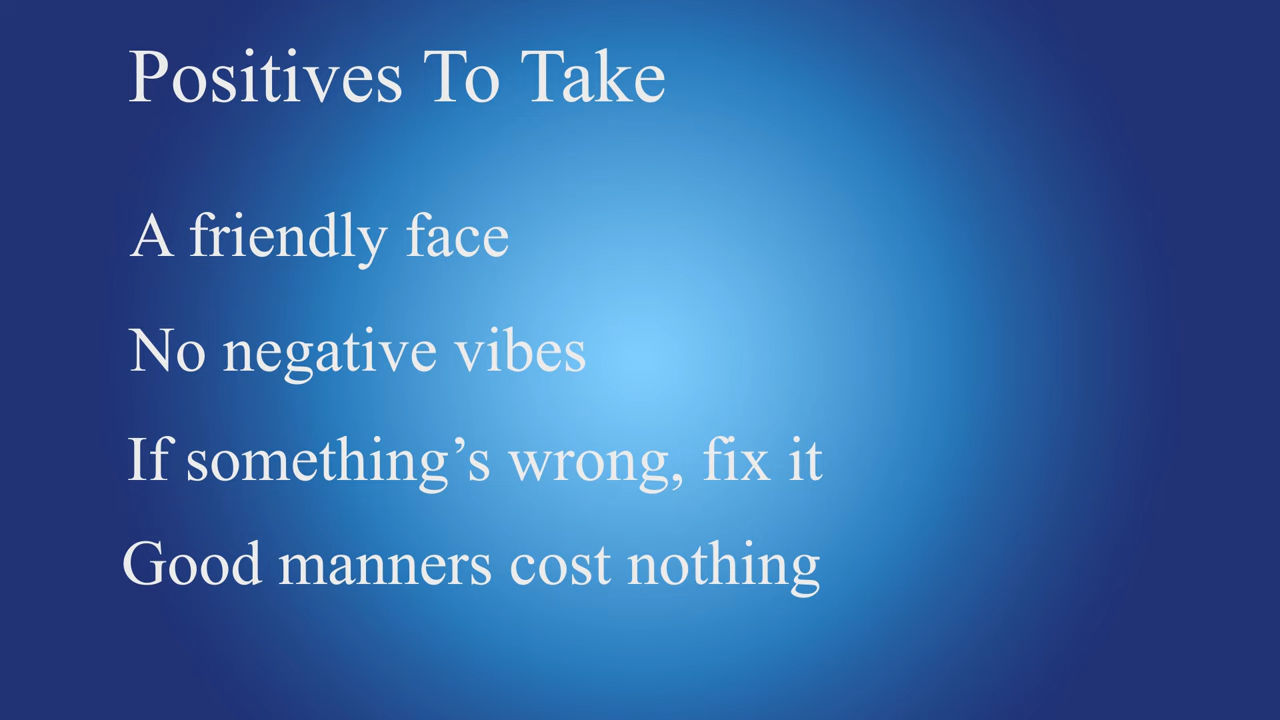 Positives To Take
A friendly face
No negative vibes
If something’s wrong, fix it
Good manners cost nothing